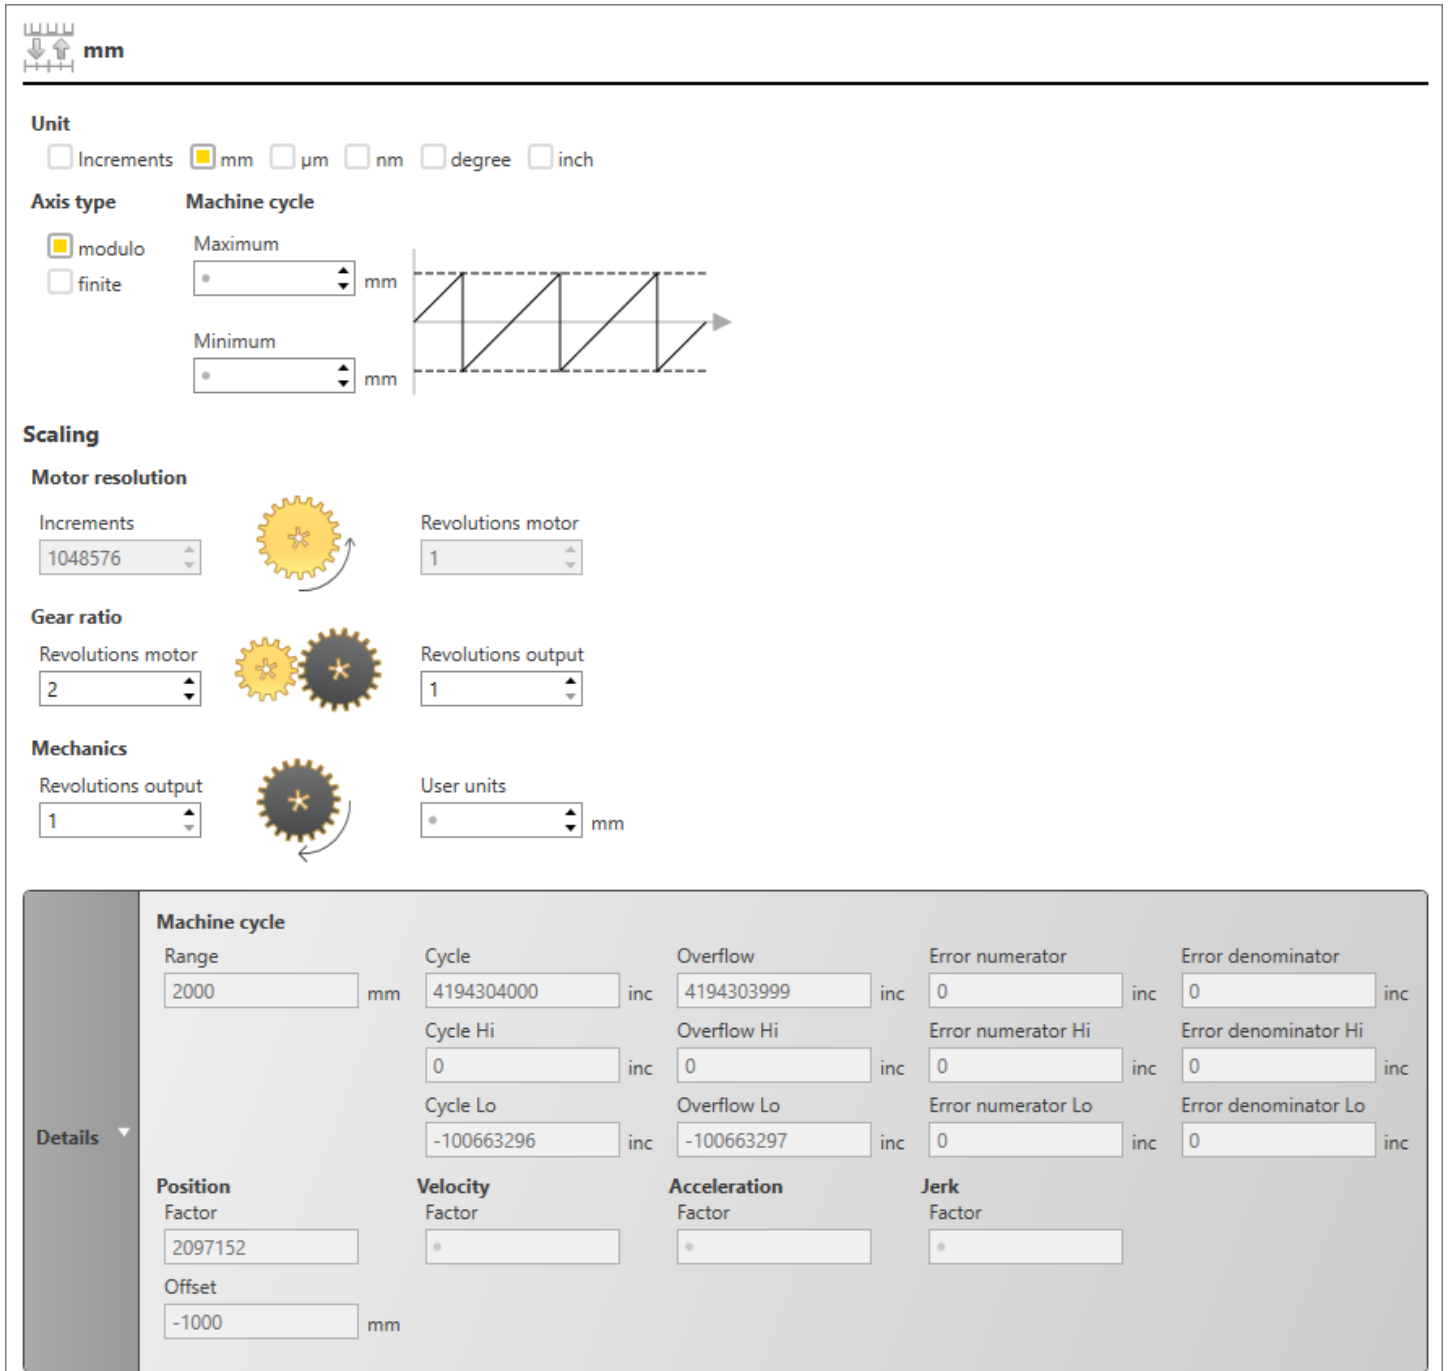 mm
Unit
Increments mm µm nm degree inch
Axis type Machine cycle
modulo Maximum
finite mm
Minimum
mm
Scaling
Motor resolution
Increments Revolutions motor
1048576 1
Gear ratio
Revolutions motor Revolutions output
2 1
Mechanics
Revolutions output User units
1 mm
Details
Machine cycle
Range Cycle Overflow Error numerator Error denominator
2000 mm 4194304000 inc 4194303999 inc 0 inc 0 inc
Cycle Hi Overflow Hi Error numerator Hi Error denominator Hi
0 inc 0 inc 0 inc 0 inc
Cycle Lo Overflow Lo Error numerator Lo Error denominator Lo
-100663296 inc -100663297 inc 0 inc 0 inc
Position Velocity Acceleration Jerk
Factor Factor Factor Factor
2097152
Offset
-1000 mm